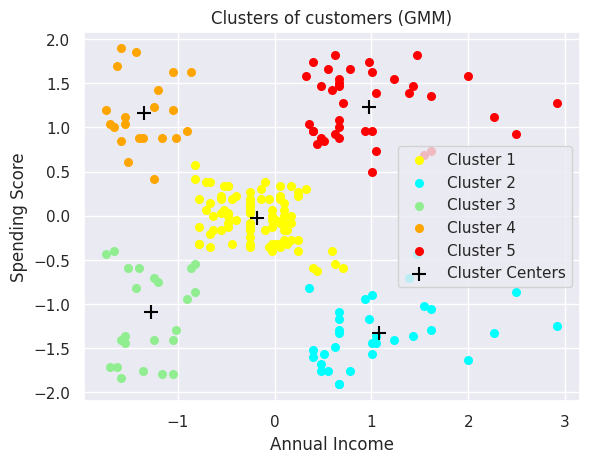 Clusters of customers (GMM)
Spending Score
2.0
1.5
1.0
0.5
0.0
−0.5
−1.0
−1.5
−2.0
Cluster 1
Cluster 2
Cluster 3
Cluster 4
Cluster 5
Cluster Centers
−1
0
1
2
3
Annual Income